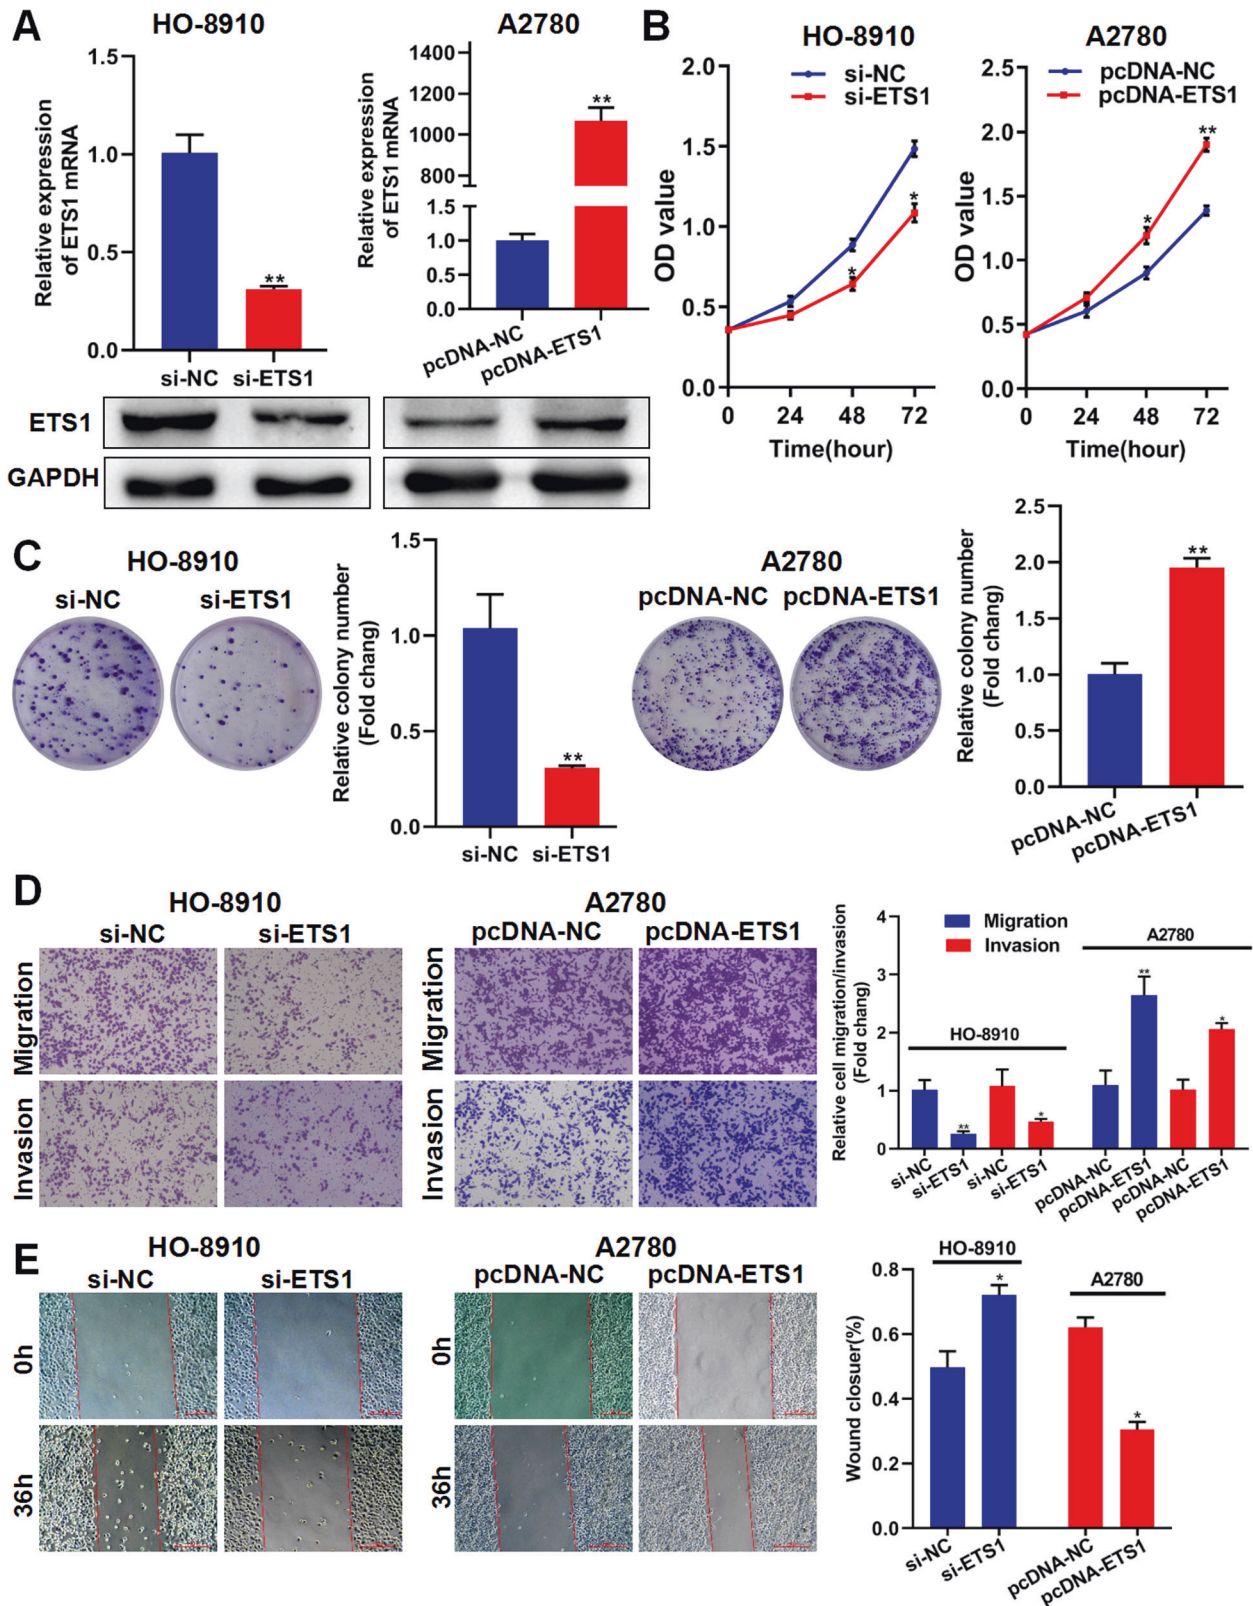 A
HO-8910
Relative expression
of ETS1 mRNA
1.5
1.0
0.5
0.0
**
si-NC
si-ETS1
A2780
Relative expression
of ETS1 mRNA
1400
1200
1000
800
1.5
1.0
0.5
0.0
**
pcDNA-NC
pcDNA-ETS1
ETS1
GAPDH
B
HO-8910
si-NC
si-ETS1
OD value
2.0
1.5
1.0
0.5
0.0
*
*
0 24 48 72
Time(hour)
A2780
pcDNA-NC
pcDNA-ETS1
OD value
2.5
2.0
1.5
1.0
0.5
0.0
*
**
0 24 48 72
Time(hour)
C
HO-8910
si-NC si-ETS1
Relative colony number
(Fold chang)
1.5
1.0
0.5
0.0
**
si-NC si-ETS1
A2780
pcDNA-NC pcDNA-ETS1
Relative colony number
(Fold chang)
2.5
2.0
1.5
1.0
0.5
0.0
**
pcDNA-NC
pcDNA-ETS1
D
HO-8910
si-NC si-ETS1
Migration
Invasion
A2780
pcDNA-NC pcDNA-ETS1
Migration
Invasion
Relative cell migration/invasion
(Fold chang)
4
3
2
1
0
Migration
Invasion
HO-8910
A2780
**
*
**
*
si-NC
si-ETS1
si-NC
si-ETS1
pcDNA-NC
pcDNA-ETS1
pcDNA-NC
pcDNA-ETS1
E
HO-8910
si-NC si-ETS1
0h
36h
A2780
pcDNA-NC pcDNA-ETS1
0h
36h
Wound closuer(%)
0.8
0.6
0.4
0.2
0.0
HO-8910
A2780
*
*
si-NC
si-ETS1
pcDNA-NC
pcDNA-ETS1